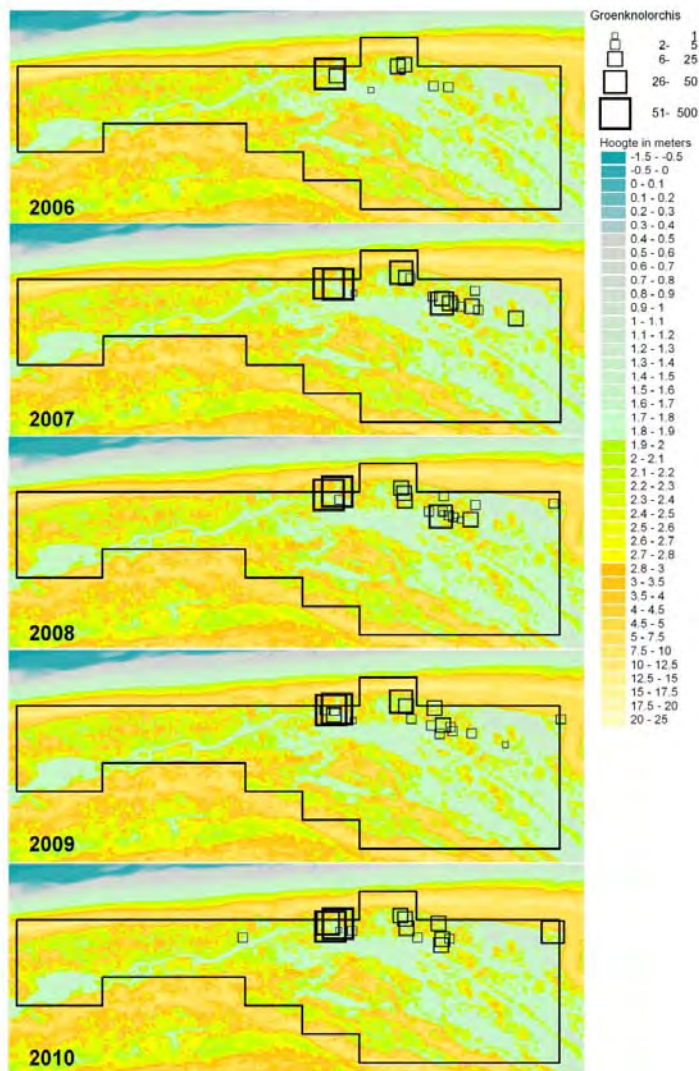 Groenknolorchis
1
2- 5
6- 25
26- 50
51- 500
Hoogte in meters
-1.5 - -0.5
-0.5 - 0
0 - 0.1
0.1 - 0.2
0.2 - 0.3
0.3 - 0.4
0.4 - 0.5
0.5 - 0.6
0.6 - 0.7
0.7 - 0.8
0.8 - 0.9
0.9 - 1
1 - 1.1
1.1 - 1.2
1.2 - 1.3
1.3 - 1.4
1.4 - 1.5
1.5 - 1.6
1.6 - 1.7
1.7 - 1.8
1.8 - 1.9
1.9 - 2
2 - 2.1
2.1 - 2.2
2.2 - 2.3
2.3 - 2.4
2.4 - 2.5
2.5 - 2.6
2.6 - 2.7
2.7 - 2.8
2.8 - 3
3 - 3.5
3.5 - 4
4 - 4.5
4.5 - 5
5 - 7.5
7.5 - 10
10 - 12.5
12.5 - 15
15 - 17.5
17.5 - 20
20 - 25
2006
2007
2008
2009
2010